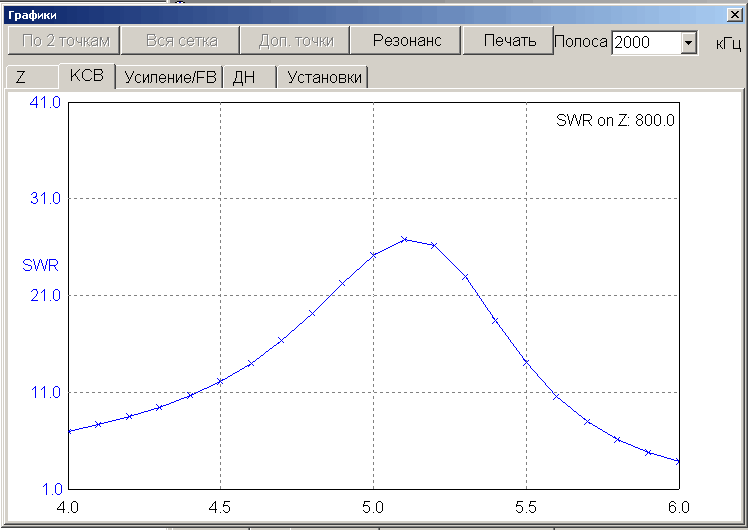 Графики
По 2 точкам Вся сетка Доп. точки Резонанс Печать Полоса 2000 кГц
Z КСВ Усиление/FB ДН Установки
41.0
SWR on Z: 800.0
31.0
SWR
21.0
11.0
1.0
4.0 4.5 5.0 5.5 6.0